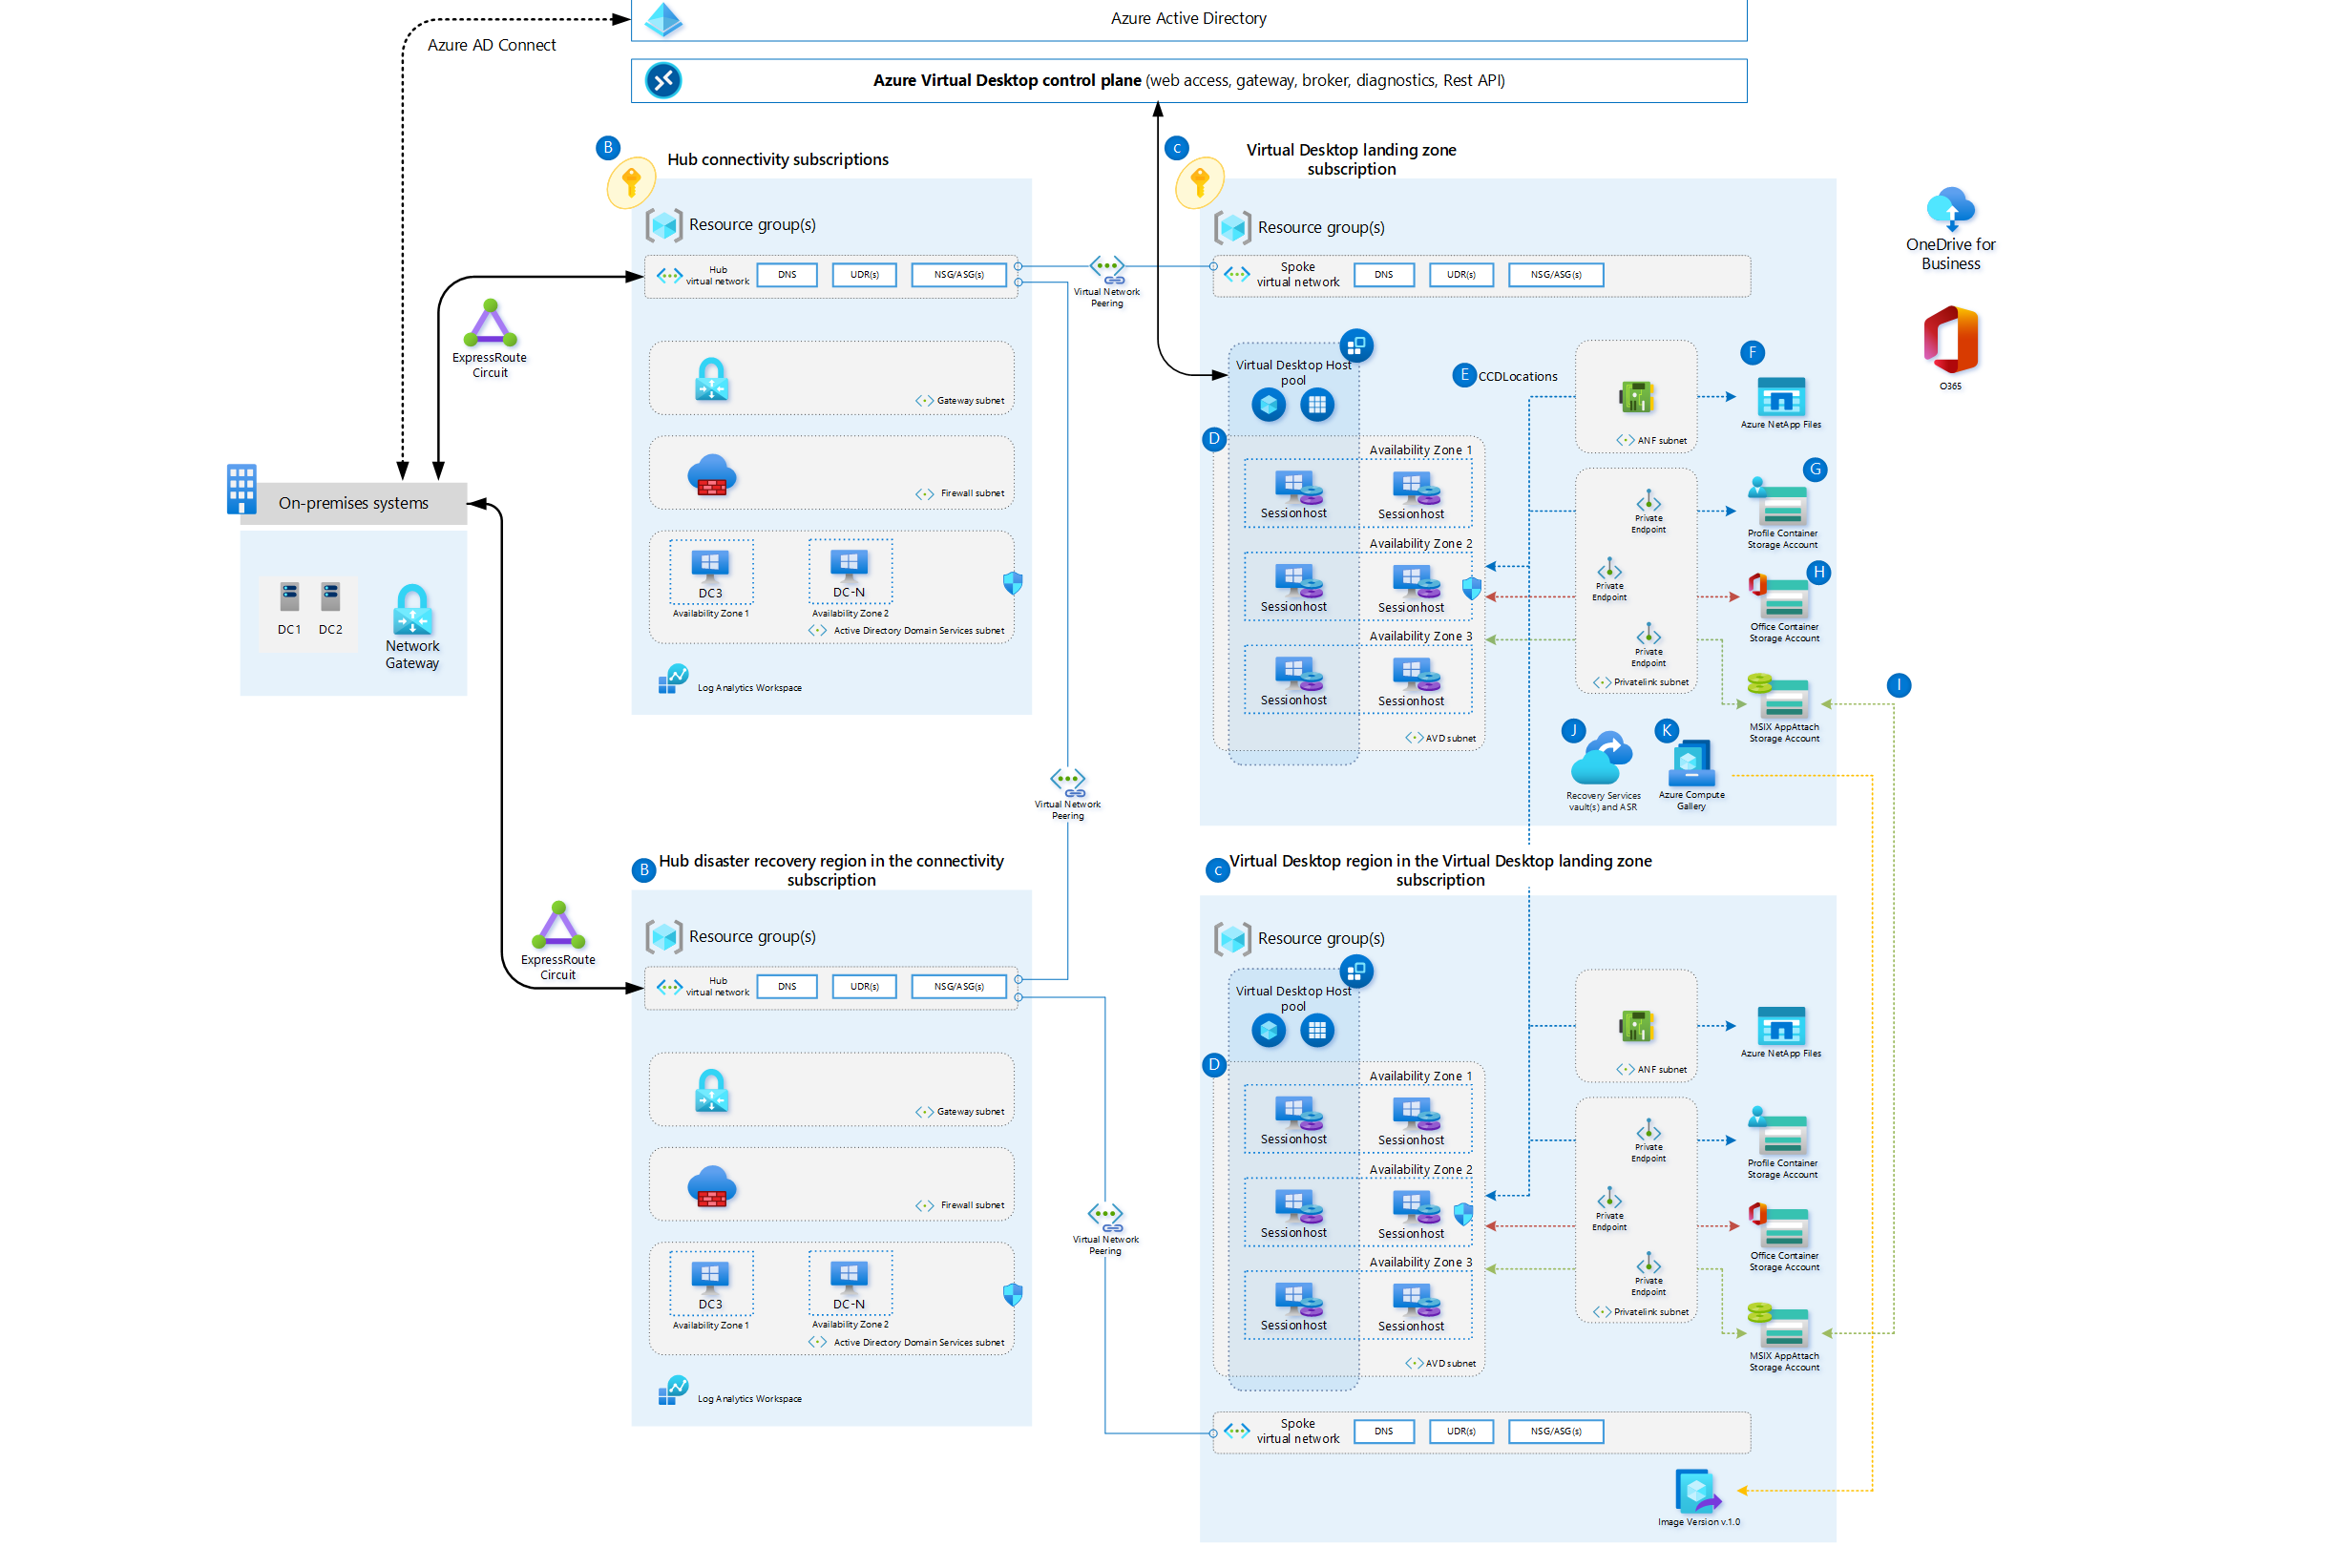 Azure Active Directory
Azure AD Connect
Azure Virtual Desktop control plane (web access, gateway, broker, diagnostics, Rest API)
B
Hub connectivity subscriptions
Resource group(s)
Hub
virtual network
DNS
UDR(s)
NSG/ASG(s)
Virtual Network
Peering
Gateway subnet
Firewall subnet
DC3
Availability Zone 1
DC-N
Availability Zone 2
Active Directory Domain Services subnet
Log Analytics Workspace
ExpressRoute
Circuit
On-premises systems
DC1
DC2
Network
Gateway
C
Virtual Desktop landing zone
subscription
Resource group(s)
Spoke
virtual network
DNS
UDR(s)
NSG/ASG(s)
Virtual Desktop Host
pool
D
Availability Zone 1
Sessionhost
Sessionhost
Availability Zone 2
Sessionhost
Sessionhost
Availability Zone 3
Sessionhost
Sessionhost
AVD subnet
E
CCDLocations
ANF subnet
F
Azure NetApp Files
G
Private
Endpoint
Profile Container
Storage Account
H
Private
Endpoint
Office Container
Storage Account
Private
Endpoint
Privatelink subnet
I
MSIX AppAttach
Storage Account
J
Recovery Services
vault(s) and ASR
K
Azure Compute
Gallery
OneDrive for
Business
O365
Virtual Network
Peering
B
Hub disaster recovery region in the connectivity
subscription
ExpressRoute
Circuit
Resource group(s)
Hub
virtual network
DNS
UDR(s)
NSG/ASG(s)
Gateway subnet
Firewall subnet
DC3
Availability Zone 1
DC-N
Availability Zone 2
Active Directory Domain Services subnet
Log Analytics Workspace
Virtual Network
Peering
C
Virtual Desktop region in the Virtual Desktop landing zone
subscription
Resource group(s)
Virtual Desktop Host
pool
D
Availability Zone 1
Sessionhost
Sessionhost
Availability Zone 2
Sessionhost
Sessionhost
Availability Zone 3
Sessionhost
Sessionhost
AVD subnet
ANF subnet
Azure NetApp Files
Private
Endpoint
Profile Container
Storage Account
Private
Endpoint
Office Container
Storage Account
Private
Endpoint
Privatelink subnet
MSIX AppAttach
Storage Account
Spoke
virtual network
DNS
UDR(s)
NSG/ASG(s)
Image Version v.1.0